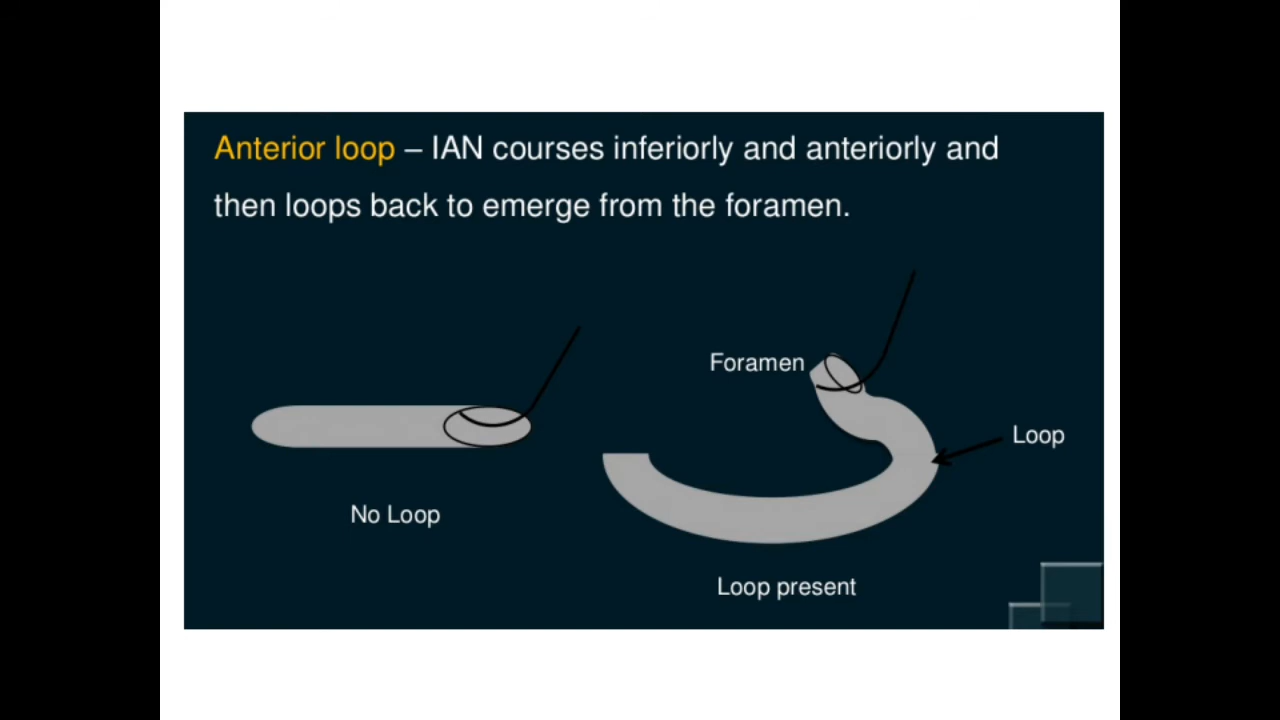 Anterior loop – IAN courses inferiorly and anteriorly and
then loops back to emerge from the foramen.
Foramen
Loop
No Loop
Loop present